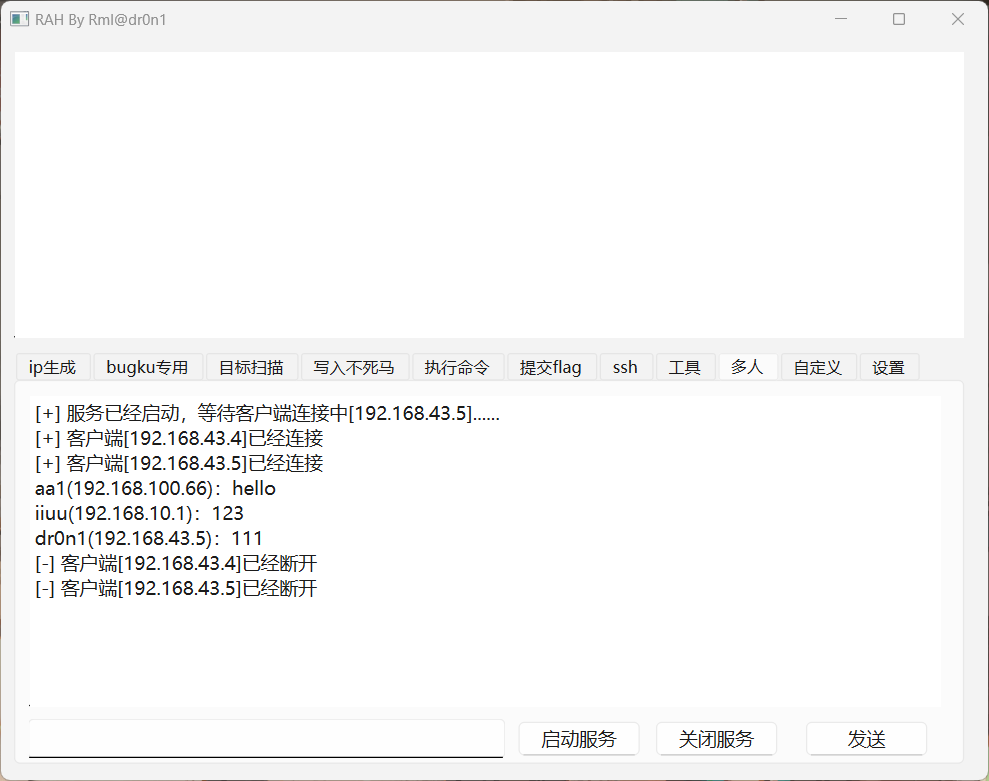 RAH By Rml@dr0n1
ip生成 bugku专用 目标扫描 写入不死马 执行命令 提交flag ssh 工具 多人 自定义 设置
[+] 服务已经启动，等待客户端连接中[192.168.43.5]......
[+] 客户端[192.168.43.4]已经连接
[+] 客户端[192.168.43.5]已经连接
aa1(192.168.100.66)：hello
iiuu(192.168.10.1)：123
dr0n1(192.168.43.5)：111
[-] 客户端[192.168.43.4]已经断开
[-] 客户端[192.168.43.5]已经断开
启动服务 关闭服务 发送